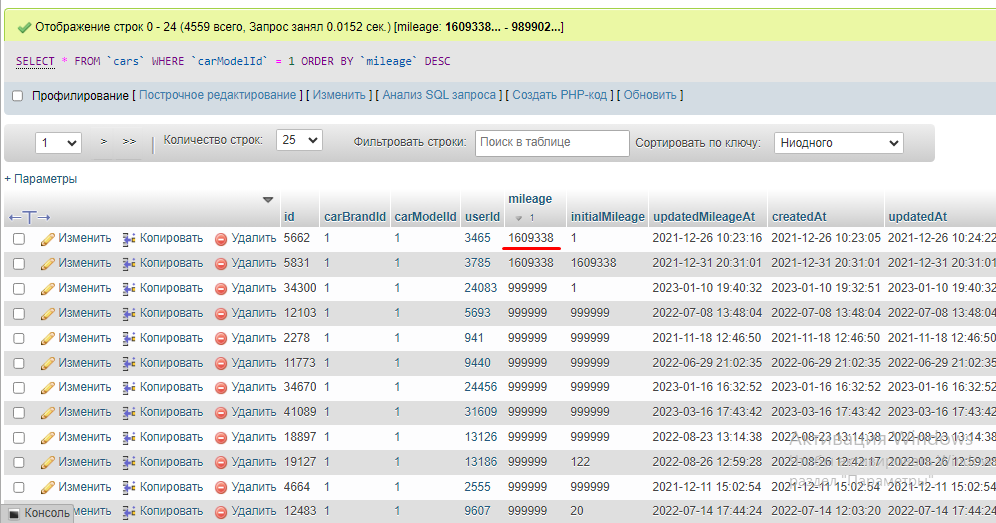 Отображение строк 0 - 24 (4559 всего, Запрос занял 0.0152 сек.) [mileage: 1609338... - 989902...]
SELECT * FROM `cars` WHERE `carModelId` = 1 ORDER BY `mileage` DESC
Профилирование [ Построчное редактирование ] [ Изменить ] [ Анализ SQL запроса ] [ Создать PHP-код ] [ Обновить ]
1 > >> | Количество строк: 25 Фильтровать строки: Поиск в таблице Сортировать по ключу: Ниодного
+ Параметры
←T→ id carBrandId carModelId userId mileage 1 initialMileage updatedMileageAt createdAt updatedAt
Изменить Копировать Удалить 5662 1 1 3465 1609338 1 2021-12-26 10:23:16 2021-12-26 10:23:05 2021-12-26 10:24:22
Изменить Копировать Удалить 5831 1 1 3785 1609338 1609338 2021-12-31 20:31:01 2021-12-31 20:31:01 2021-12-31 20:31:01
Изменить Копировать Удалить 34300 1 1 24083 999999 1 2023-01-10 19:40:32 2023-01-10 19:32:51 2023-01-10 19:40:32
Изменить Копировать Удалить 12103 1 1 5693 999999 999999 2022-07-08 13:48:04 2022-07-08 13:48:04 2022-07-08 13:48:04
Изменить Копировать Удалить 2278 1 1 941 999999 999999 2021-11-18 12:46:50 2021-11-18 12:46:50 2021-11-18 12:46:50
Изменить Копировать Удалить 11773 1 1 9440 999999 999999 2022-06-29 21:02:35 2022-06-29 21:02:35 2022-06-29 21:02:35
Изменить Копировать Удалить 34670 1 1 24456 999999 999999 2023-01-16 16:32:52 2023-01-16 16:32:52 2023-01-16 16:32:52
Изменить Копировать Удалить 41089 1 1 31609 999999 999999 2023-03-16 17:43:42 2023-03-16 17:43:42 2023-03-16 17:43:42
Изменить Копировать Удалить 18897 1 1 13126 999999 999999 2022-08-23 13:14:38 2022-08-23 13:14:38 2022-08-23 13:14:38
Активация Windows
Изменить Копировать Удалить 19127 1 1 13186 999999 122 2022-08-26 12:59:28 2022-08-26 12:42:17 2022-08-26 12:59:28
Изменить Копировать Удалить 4664 1 1 2555 999999 999999 2021-12-11 15:02:54 2021-12-11 15:02:54 2021-12-11 15:02:54
раздел "Параметры".
Консоль Изменить Копировать Удалить 12483 1 1 9607 999999 20 2022-07-14 17:44:24 2022-07-14 12:03:20 2022-07-14 17:44:24